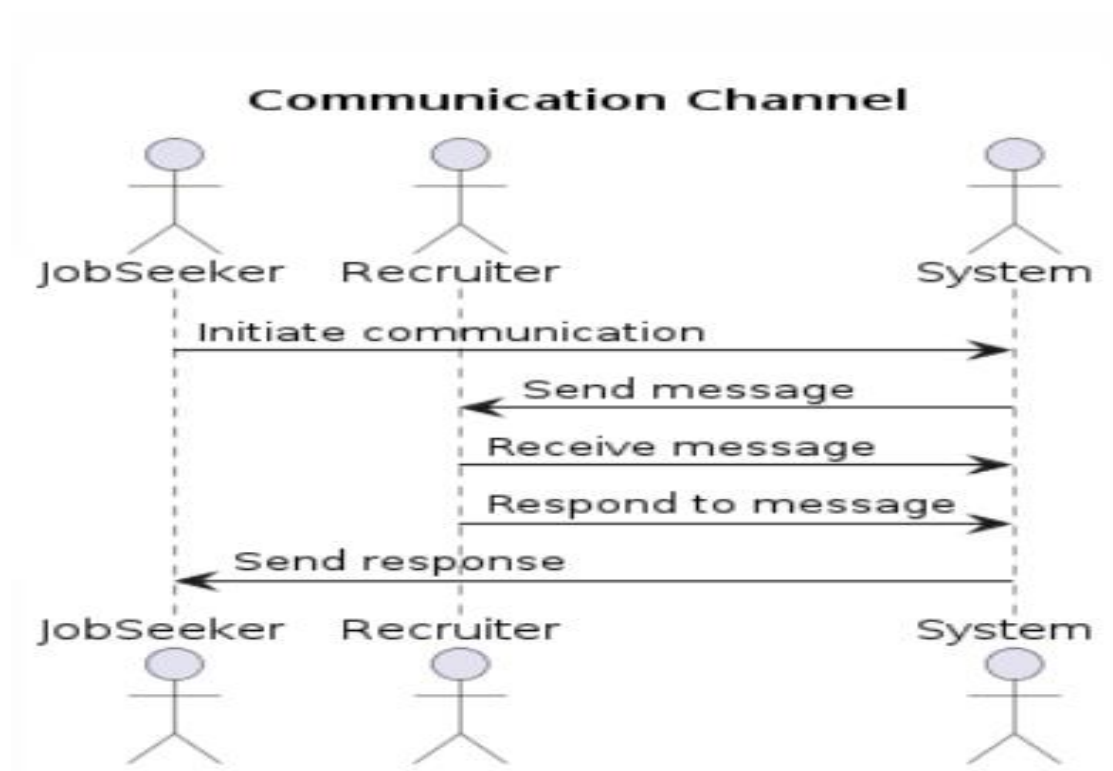 Communication Channel
JobSeeker Recruiter System
Initiate communication
Send message
Receive message
Respond to message
Send response
JobSeeker Recruiter System